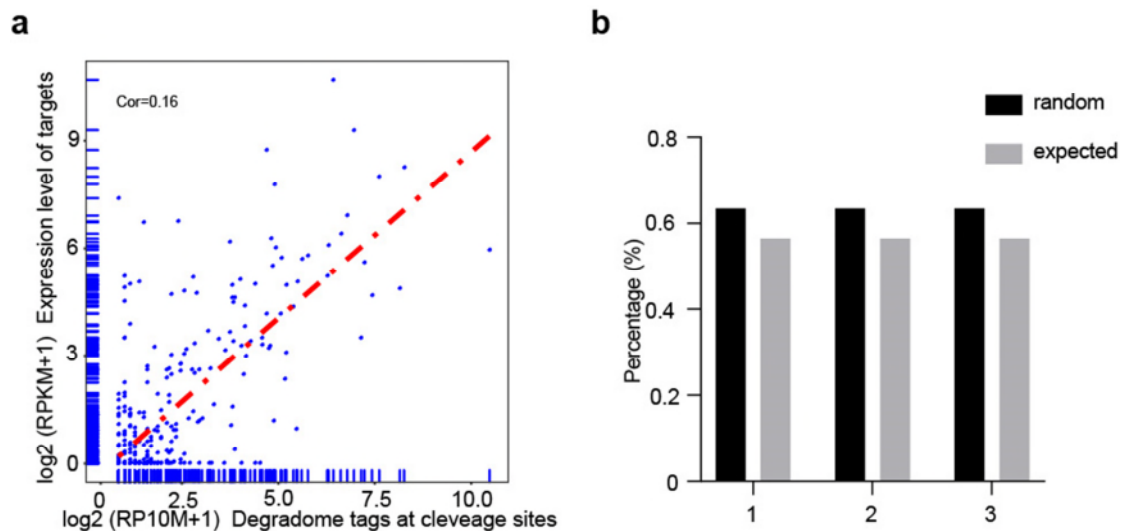 a
Cor=0.16
log2 (RPKM+1) Expression level of targets
9
6
3
0
0 2.5 5.0 7.5 10.0
log2 (RP10M+1) Degradome tags at cleveage sites
b
random
expected
Percentage (%)
0.8
0.6
0.4
0.2
0
1 2 3